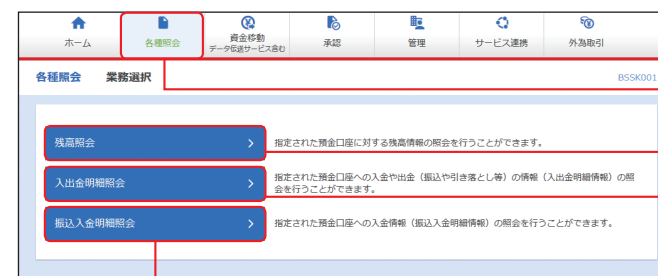 ホーム
各種照会
資金移動
データ伝送サービス含む
承認
管理
サービス連携
外為取引
各種照会 業務選択
BSSK001
残高照会
指定された預金口座に対する残高情報の照会を行うことができます。
入出金明細照会
指定された預金口座への入金や出金（振込や引き落とし等）の情報（入出金明細情報）の照
会を行うことができます。
振込入金明細照会
指定された預金口座への入金情報（振込入金明細情報）の照会を行うことができます。